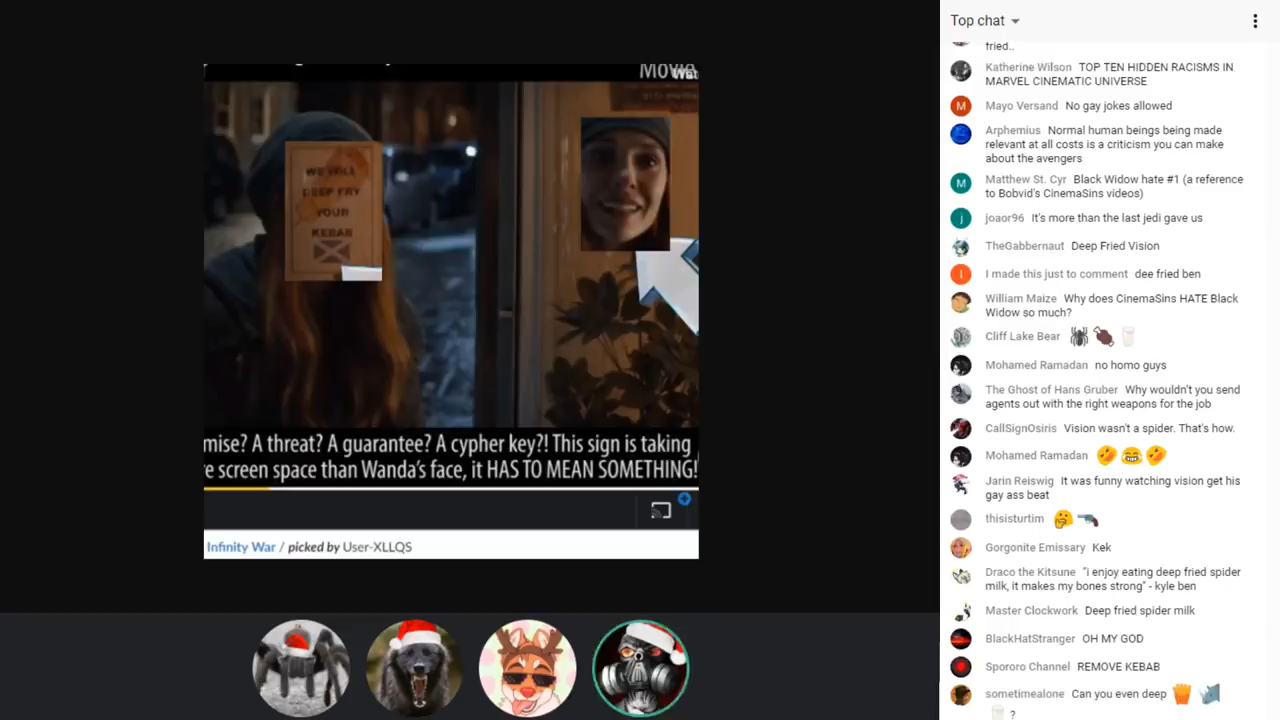 MOVIE
WE WILL
DEEP FRY
YOUR
KEBAB
mise? A threat? A guarantee? A cypher key?! This sign is taking
re screen space than Wanda's face, it HAS TO MEAN SOMETHING!
Infinity War / picked by User-XLLQS
Top chat
fried..
Katherine Wilson TOP TEN HIDDEN RACISMS IN
MARVEL CINEMATIC UNIVERSE
M Mayo Versand No gay jokes allowed
Arphemius Normal human beings being made
relevant at all costs is a criticism you can make
about the avengers
M Matthew St. Cyr Black Widow hate #1 (a reference
to Bobvid's CinemaSins videos)
j joaor96 It's more than the last jedi gave us
TheGabbernaut Deep Fried Vision
I I made this just to comment dee fried ben
William Maize Why does CinemaSins HATE Black
Widow so much?
Cliff Lake Bear 🕷️🍖🥛
Mohamed Ramadan no homo guys
The Ghost of Hans Gruber Why wouldn't you send
agents out with the right weapons for the job
CallSignOsiris Vision wasn't a spider. That's how.
Mohamed Ramadan 🤣😂🤣
Jarin Reiswig It was funny watching vision get his
gay ass beat
thisisturtim 🤔🔫
Gorgonite Emissary Kek
Draco the Kitsune "i enjoy eating deep fried spider
milk, it makes my bones strong" - kyle ben
Master Clockwork Deep fried spider milk
BlackHatStranger OH MY GOD
Spororo Channel REMOVE KEBAB
sometimealone Can you even deep 🍟
🥛 ?